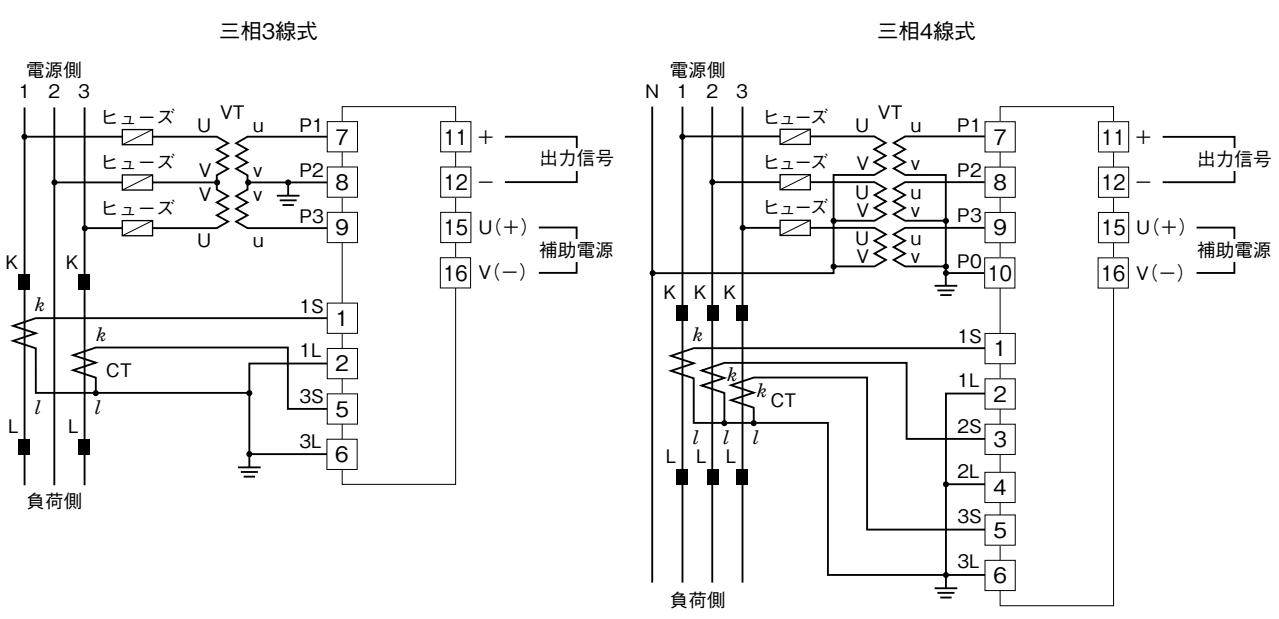 三相3線式
電源側
1 2 3
ヒューズ U VT u P1 7 11 +
出力信号
ヒューズ V v P2 8 12 −
V v
ヒューズ U u P3 9 15 U(+)
補助電源
16 V(−)
K K
k 1S 1
k 1L 2
CT
l l 3S 5
L L 3L 6
負荷側
三相4線式
電源側
N 1 2 3
ヒューズ U VT u P1 7 11 +
出力信号
ヒューズ V v P2 8 12 −
U u
ヒューズ V v P3 9 15 U(+)
補助電源
U u
V v P0 10 16 V(−)
K K K
k 1S 1
k 1L 2
k CT
l l l 2S 3
L L L 2L 4
3S 5
3L 6
負荷側